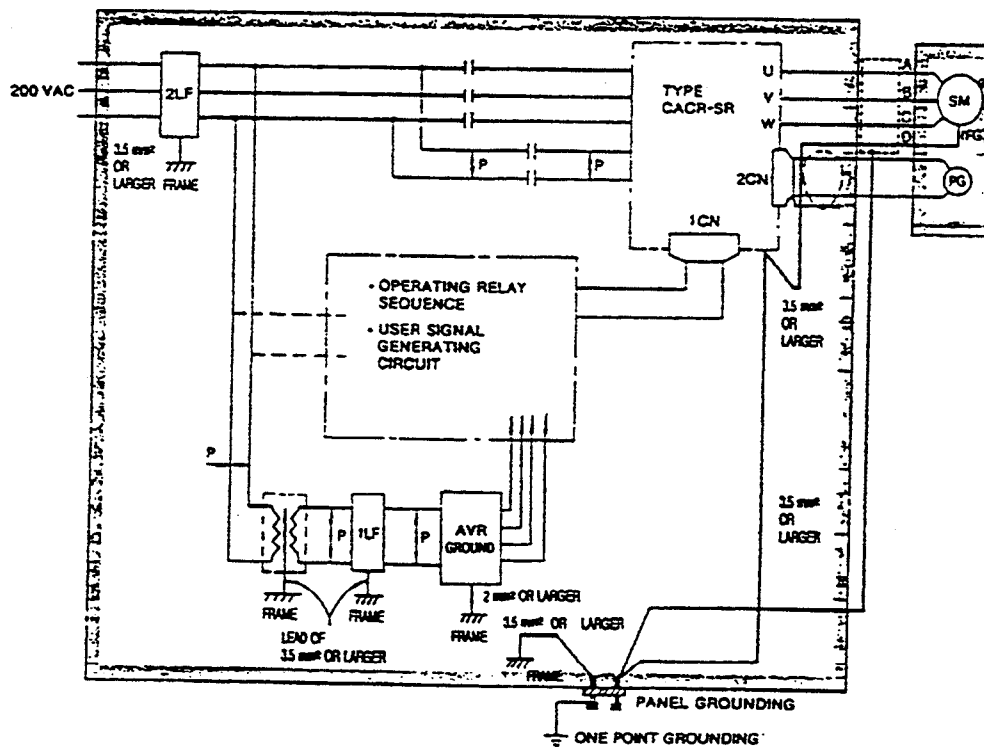 200 VAC
2LF
3.5 mm²
OR
LARGER
FRAME
P
P
TYPE
CACR-SR
U
V
W
A
B
C
D
SM
(FG)
2CN
PG
1CN
• OPERATING RELAY
SEQUENCE
• USER SIGNAL
GENERATING
CIRCUIT
3.5 mm²
OR
LARGER
P
3.5 mm²
OR
LARGER
P
1LF
P
AVR
GROUND
FRAME
FRAME
LEAD OF
3.5 mm² OR LARGER
2 mm² OR LARGER
FRAME
3.5 mm² OR LARGER
FRAME
PANEL GROUNDING
ONE POINT GROUNDING